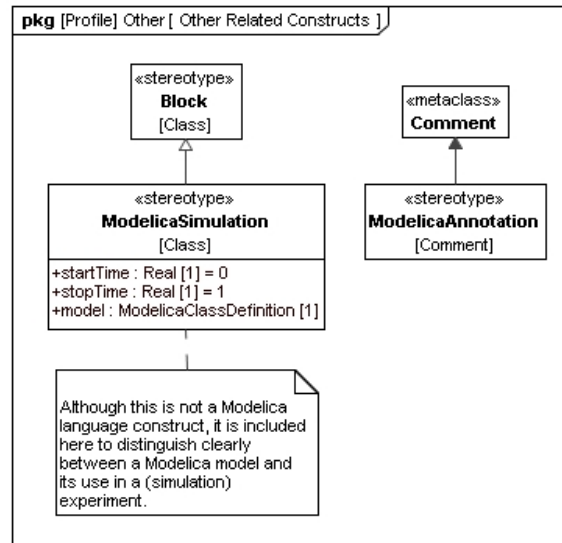 pkg [Profile] Other [ Other Related Constructs ]
«stereotype»
Block
[Class]
«metaclass»
Comment
«stereotype»
ModelicaSimulation
[Class]
+startTime : Real [1] = 0
+stopTime : Real [1] = 1
+model : ModelicaClassDefinition [1]
«stereotype»
ModelicaAnnotation
[Comment]
Although this is not a Modelica
language construct, it is included
here to distinguish clearly
between a Modelica model and
its use in a (simulation)
experiment.